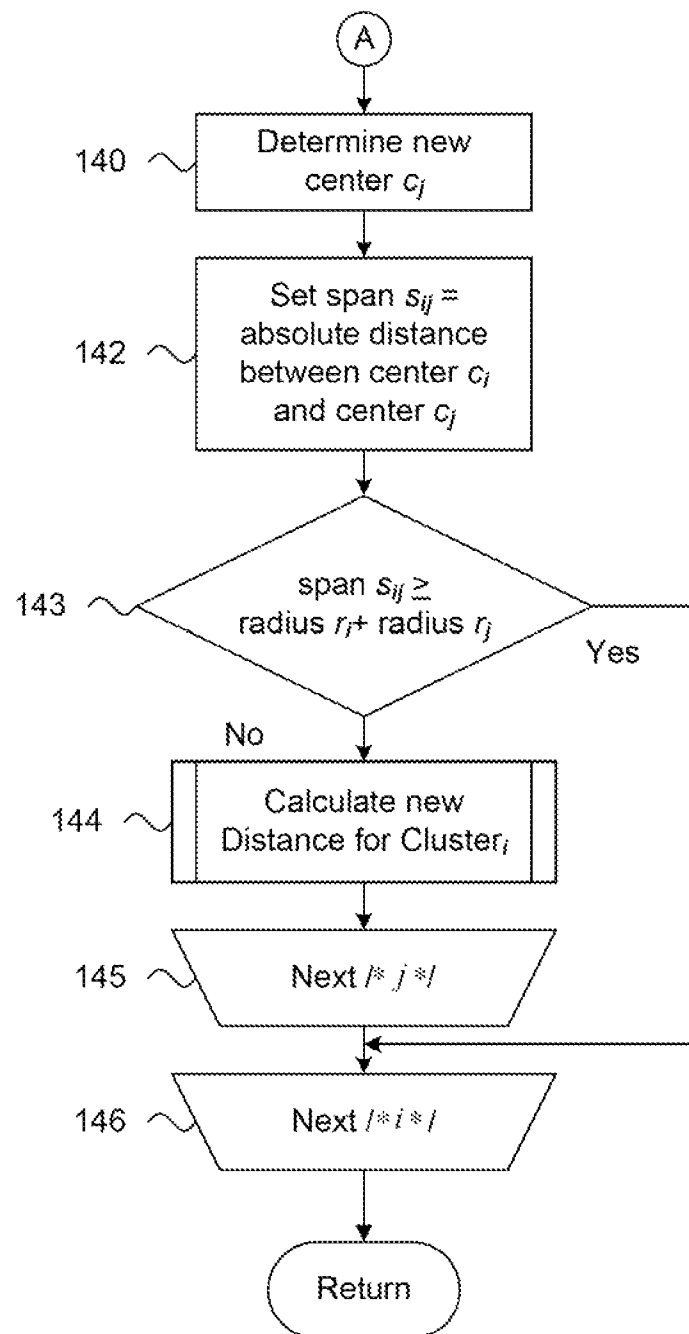 A
140
Determine new
center cj
142
Set span sij =
absolute distance
between center ci
and center cj
143
span sij ≥
radius ri+ radius rj
Yes
No
144
Calculate new
Distance for Clusteri
145
Next /* j */
146
Next /* i */
Return